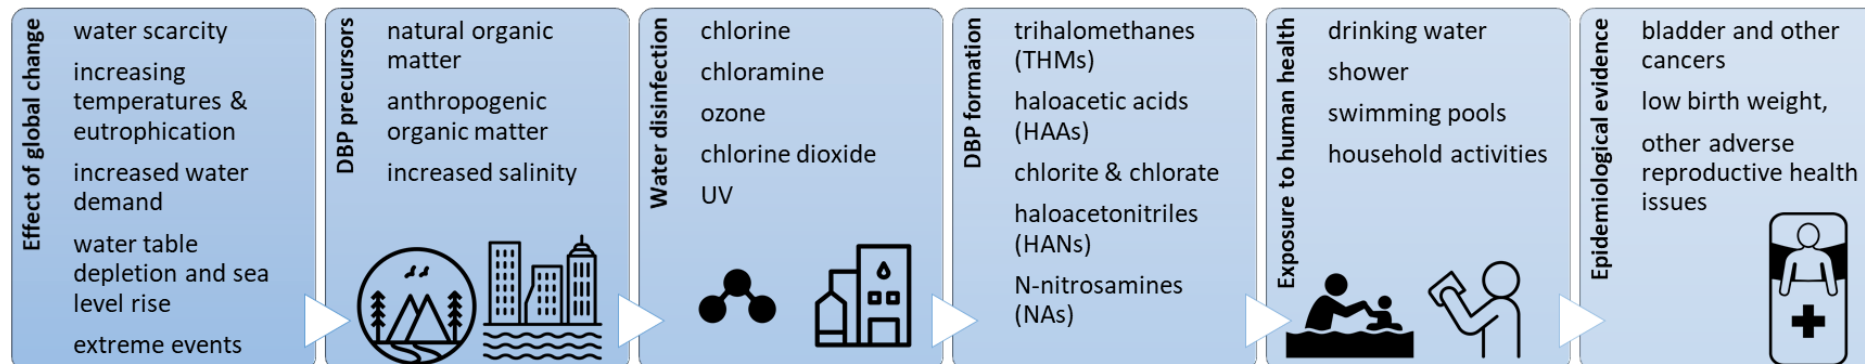 Effect of global change
water scarcity
increasing
temperatures &
eutrophication
increased water
demand
water table
depletion and sea
level rise
extreme events
DBP precursors
natural organic
matter
anthropogenic
organic matter
increased salinity
Water disinfection
chlorine
chloramine
ozone
chlorine dioxide
UV
DBP formation
trihalomethanes
(THMs)
haloacetic acids
(HAAs)
chlorite & chlorate
haloacetonitriles
(HANs)
N-nitrosamines
(NAs)
Exposure to human health
drinking water
shower
swimming pools
household activities
Epidemiological evidence
bladder and other
cancers
low birth weight,
other adverse
reproductive health
issues